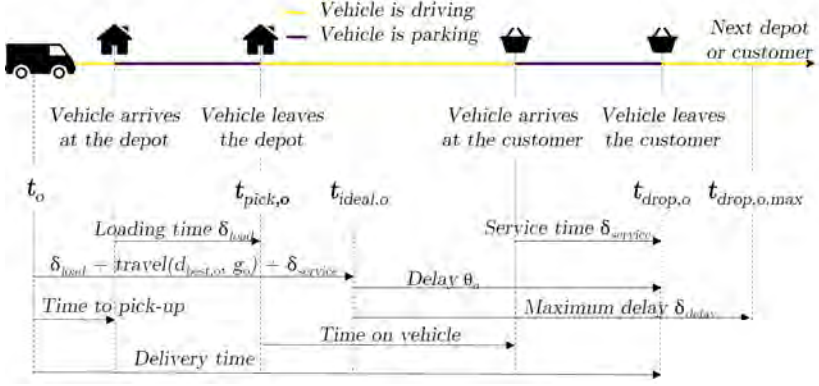 Vehicle is driving
Vehicle is parking
Next depot
or customer
Vehicle arrives
at the depot
Vehicle leaves
the depot
Vehicle arrives
at the customer
Vehicle leaves
the customer
t_o
t_pick,o
t_ideal,o
t_drop,o
t_drop,o,max
Loading time δ_load
Service time δ_service
δ_load − travel(d_best,o, g_o) − δ_service
Delay θ_o
Time to pick-up
Maximum delay δ_delay
Time on vehicle
Delivery time